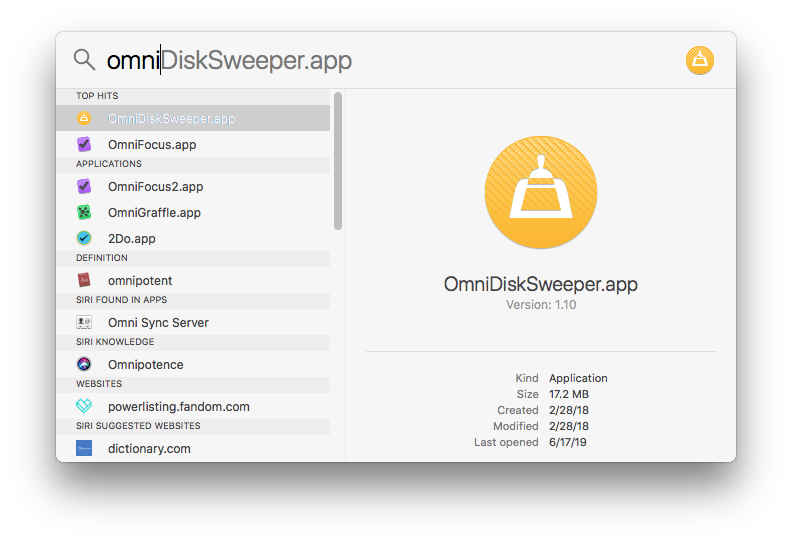 omniDiskSweeper.app
TOP HITS
OmniDiskSweeper.app
OmniFocus.app
APPLICATIONS
OmniFocus2.app
OmniGraffle.app
2Do.app
DEFINITION
omnipotent
SIRI FOUND IN APPS
Omni Sync Server
SIRI KNOWLEDGE
Omnipotence
WEBSITES
powerlisting.fandom.com
SIRI SUGGESTED WEBSITES
dictionary.com
OmniDiskSweeper.app
Version: 1.10
Kind Application
Size 17.2 MB
Created 2/28/18
Modified 2/28/18
Last opened 6/17/19